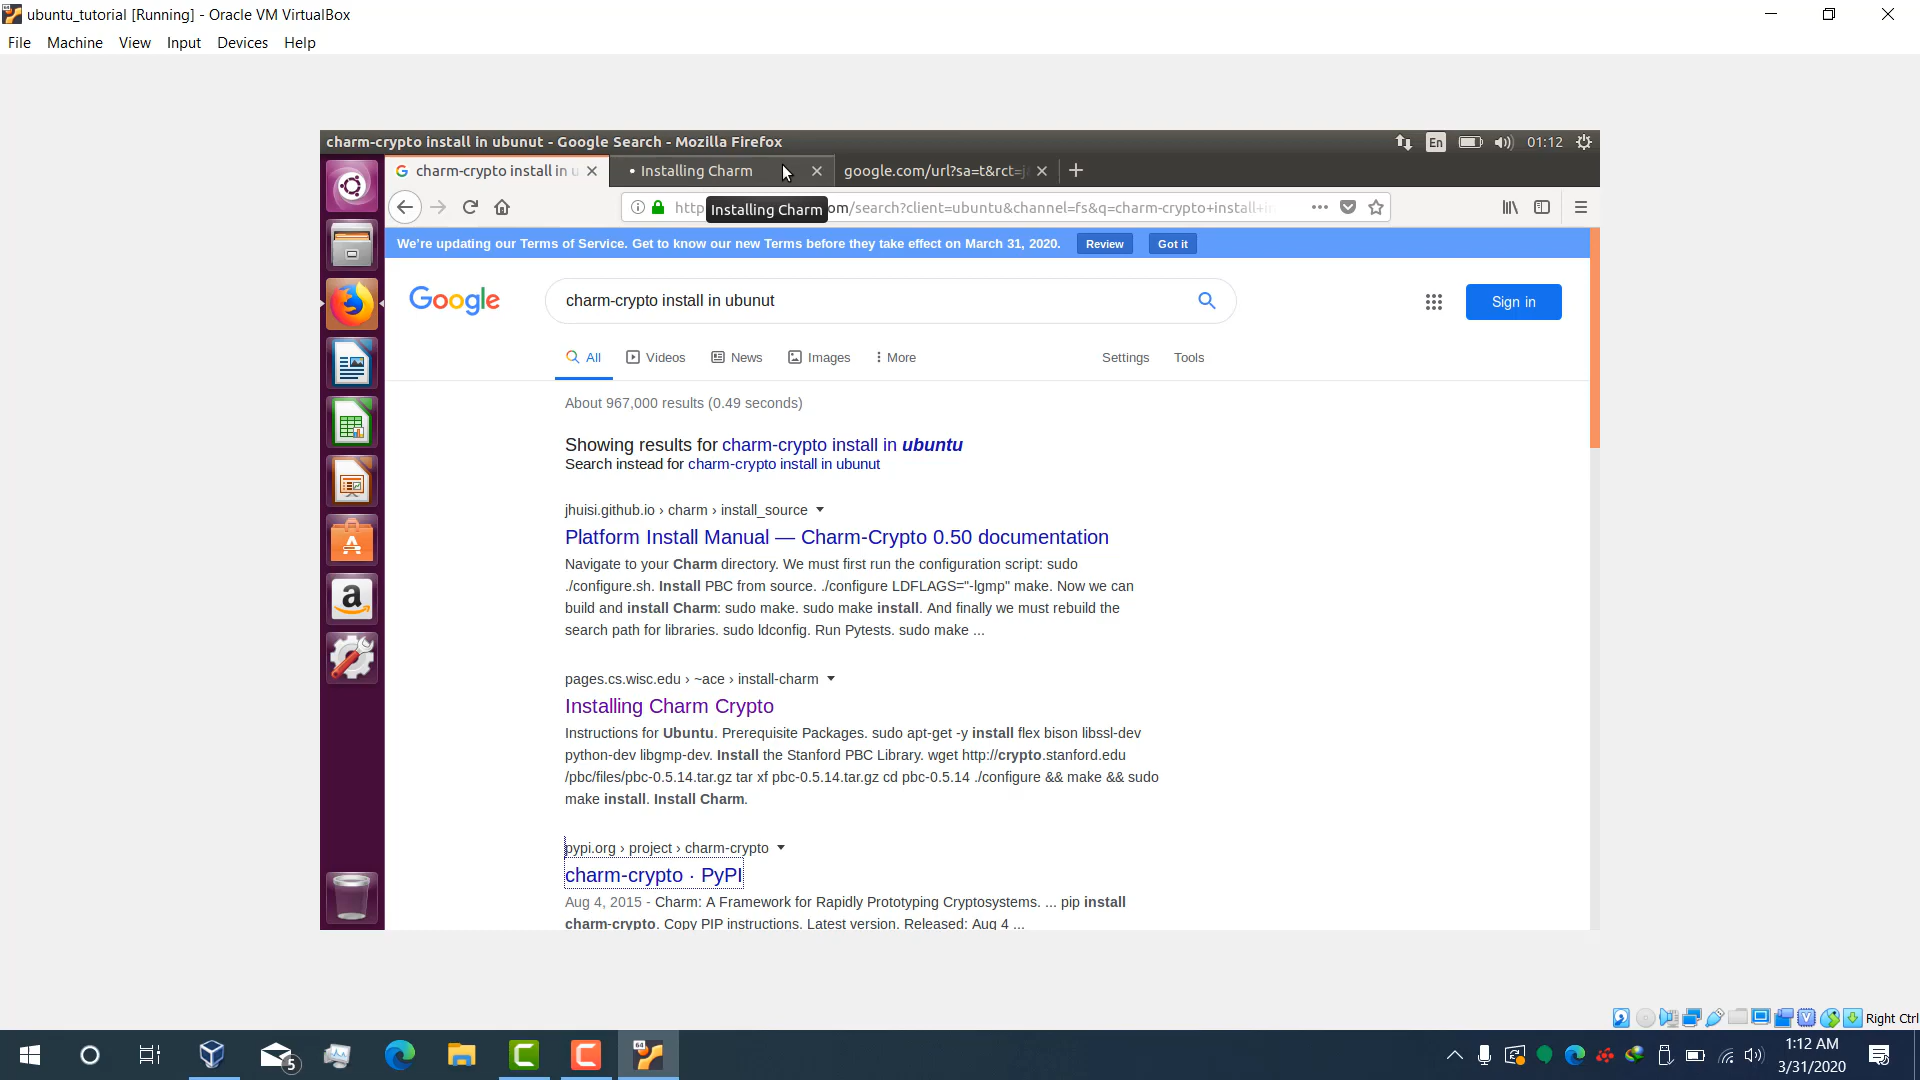 ubuntu_tutorial [Running] - Oracle VM VirtualBox
File Machine View Input Devices Help
charm-crypto install in ubunut - Google Search - Mozilla Firefox
En 01:12
charm-crypto install in u
• Installing Charm
google.com/url?sa=t&rct=j
http
om/search?client=ubuntu&channel=fs&q=charm-crypto+install+in
Installing Charm
We're updating our Terms of Service. Get to know our new Terms before they take effect on March 31, 2020. Review Got it
Google
charm-crypto install in ubunut
Sign in
All Videos News Images More Settings Tools
About 967,000 results (0.49 seconds)
Showing results for charm-crypto install in ubuntu
Search instead for charm-crypto install in ubunut
jhuisi.github.io › charm › install_source
Platform Install Manual — Charm-Crypto 0.50 documentation
Navigate to your Charm directory. We must first run the configuration script: sudo
./configure.sh. Install PBC from source. ./configure LDFLAGS="-lgmp" make. Now we can
build and install Charm: sudo make. sudo make install. And finally we must rebuild the
search path for libraries. sudo ldconfig. Run Pytests. sudo make ...
pages.cs.wisc.edu › ~ace › install-charm
Installing Charm Crypto
Instructions for Ubuntu. Prerequisite Packages. sudo apt-get -y install flex bison libssl-dev
python-dev libgmp-dev. Install the Stanford PBC Library. wget http://crypto.stanford.edu
/pbc/files/pbc-0.5.14.tar.gz tar xf pbc-0.5.14.tar.gz cd pbc-0.5.14 ./configure && make && sudo
make install. Install Charm.
pypi.org › project › charm-crypto
charm-crypto · PyPI
Aug 4, 2015 - Charm: A Framework for Rapidly Prototyping Cryptosystems. ... pip install
charm-crypto. Copy PIP instructions. Latest version. Released: Aug 4 ...
Right Ctrl
5
64
1:12 AM
3/31/2020